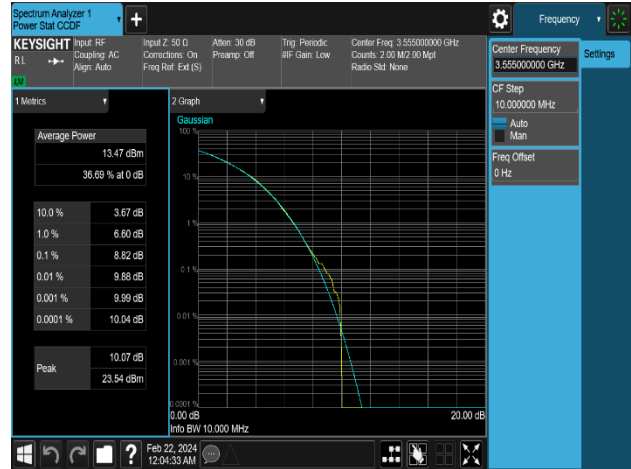 Spectrum Analyzer 1
Power Stat CCDF
Frequency
KEYSIGHT
RL
Input: RF
Coupling: AC
Align: Auto
Input Z: 50 Ω
Corrections: On
Freq Ref: Ext (S)
Atten: 30 dB
Preamp: Off
Trig: Periodic
#IF Gain: Low
Center Freq: 3.555000000 GHz
Counts: 2.00 M/2.00 Mpt
Radio Std: None
Center Frequency
3.555000000 GHz
Settings
CF Step
10.000000 MHz
Auto
Man
Freq Offset
0 Hz
1 Metrics
Average Power
13.47 dBm
36.69 % at 0 dB
10.0 % 3.67 dB
1.0 % 6.60 dB
0.1 % 8.82 dB
0.01 % 9.88 dB
0.001 % 9.99 dB
0.0001 % 10.04 dB
Peak
10.07 dB
23.54 dBm
2 Graph
Gaussian
100 %
10 %
1 %
0.1 %
0.01 %
0.001 %
0.0001 %
0.00 dB 20.00 dB
Info BW 10.000 MHz
?
Feb 22, 2024
12:04:33 AM